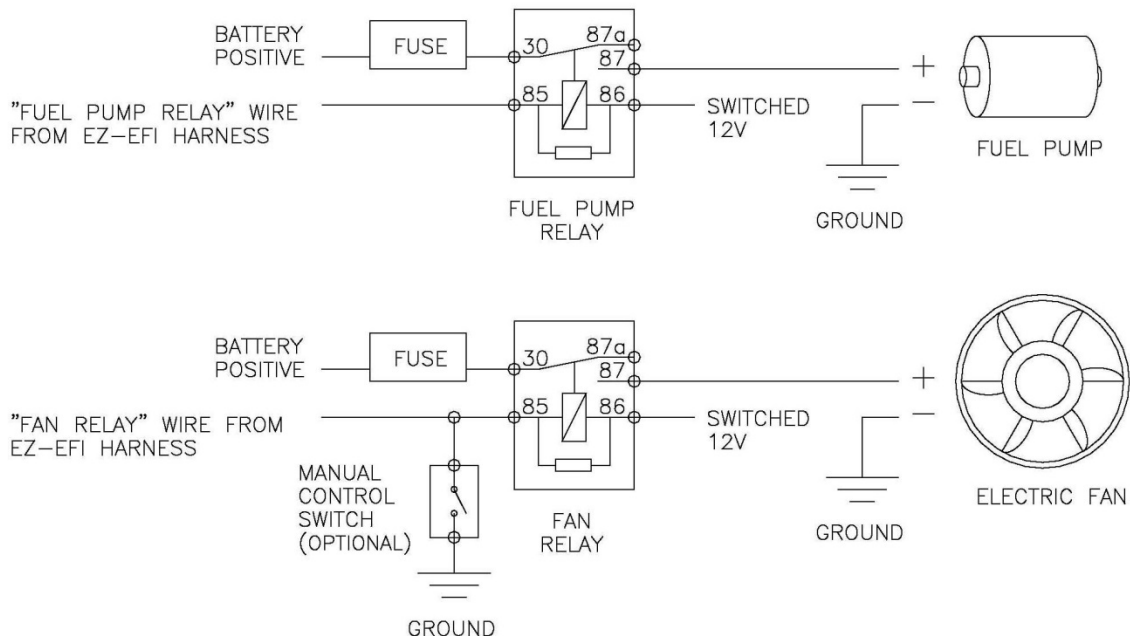 BATTERY
POSITIVE
FUSE
30
87a
87
"FUEL PUMP RELAY" WIRE
FROM EZ-EFI HARNESS
85
86
SWITCHED
12V
+
−
FUEL PUMP
FUEL PUMP
RELAY
GROUND
BATTERY
POSITIVE
FUSE
30
87a
87
"FAN RELAY" WIRE FROM
EZ-EFI HARNESS
85
86
SWITCHED
12V
+
−
ELECTRIC FAN
MANUAL
CONTROL
SWITCH
(OPTIONAL)
FAN
RELAY
GROUND
GROUND